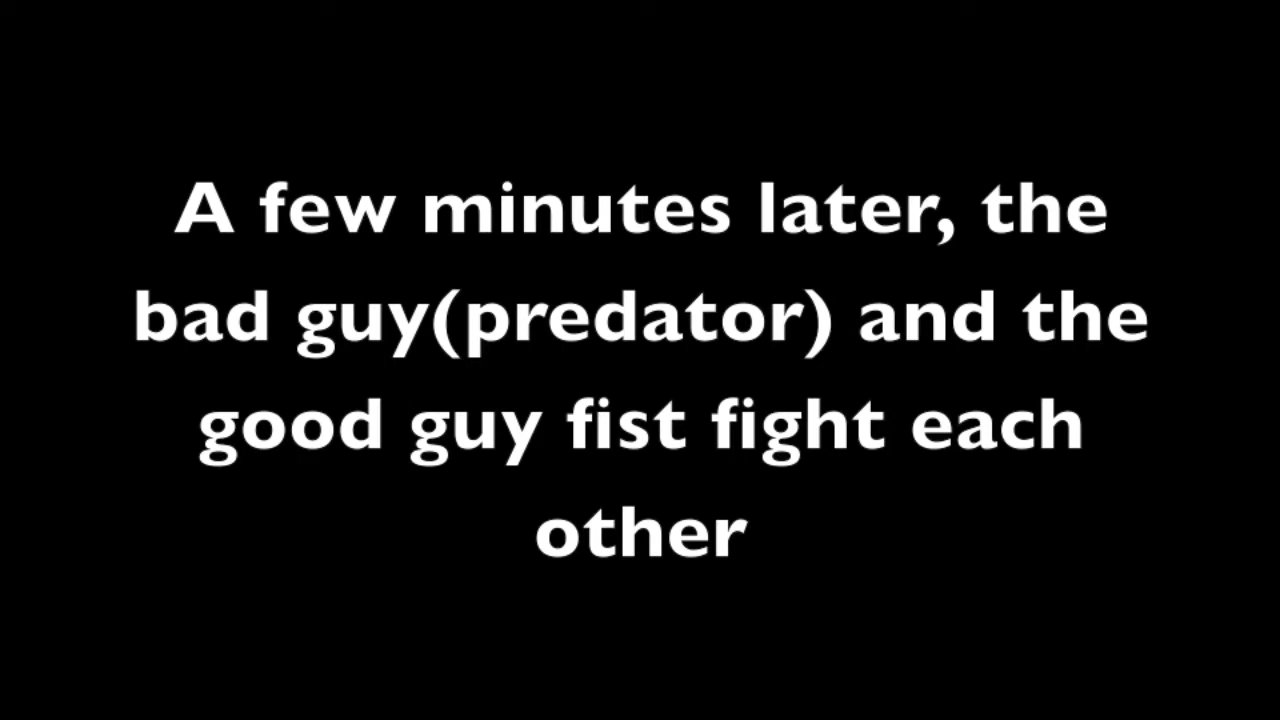 A few minutes later, the
bad guy(predator) and the
good guy fist fight each
other